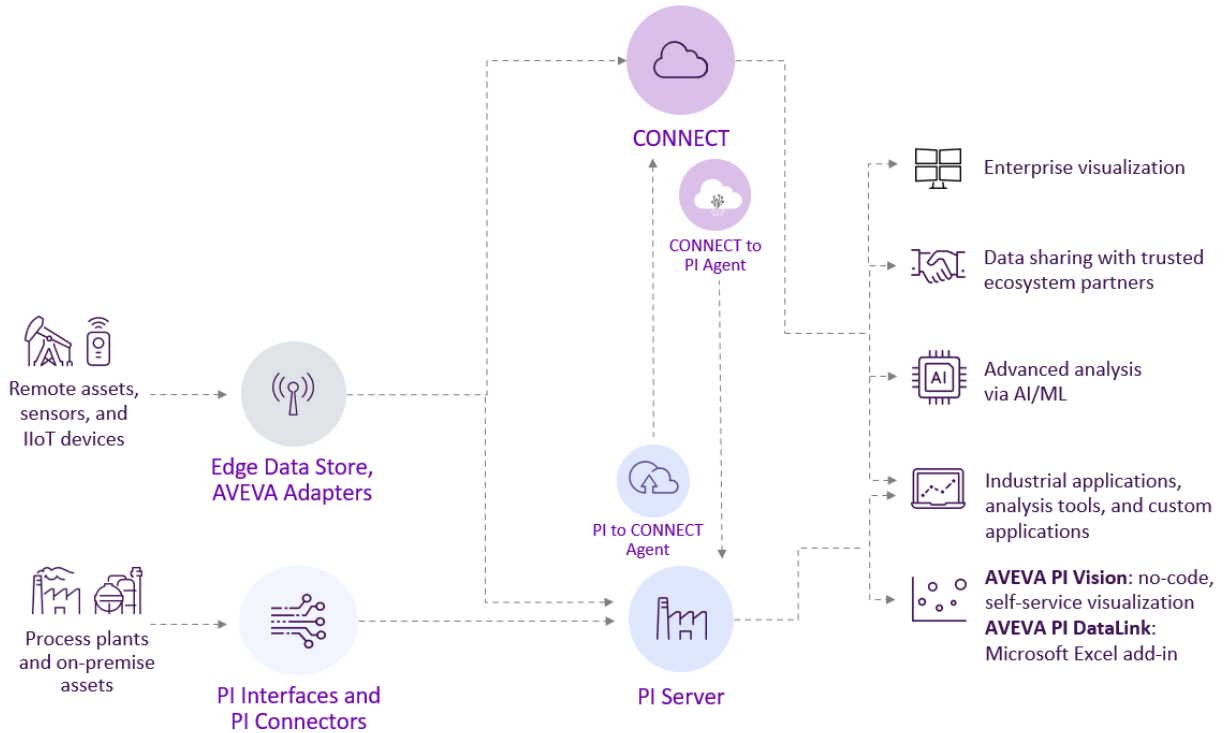 CONNECT
CONNECT to
PI Agent
Enterprise visualization
Data sharing with trusted
ecosystem partners
Remote assets,
sensors, and
IIoT devices
Edge Data Store,
AVEVA Adapters
AI
Advanced analysis
via AI/ML
PI to CONNECT
Agent
Industrial applications,
analysis tools, and custom
applications
Process plants
and on-premise
assets
PI Interfaces and
PI Connectors
PI Server
AVEVA PI Vision: no-code,
self-service visualization
AVEVA PI DataLink:
Microsoft Excel add-in